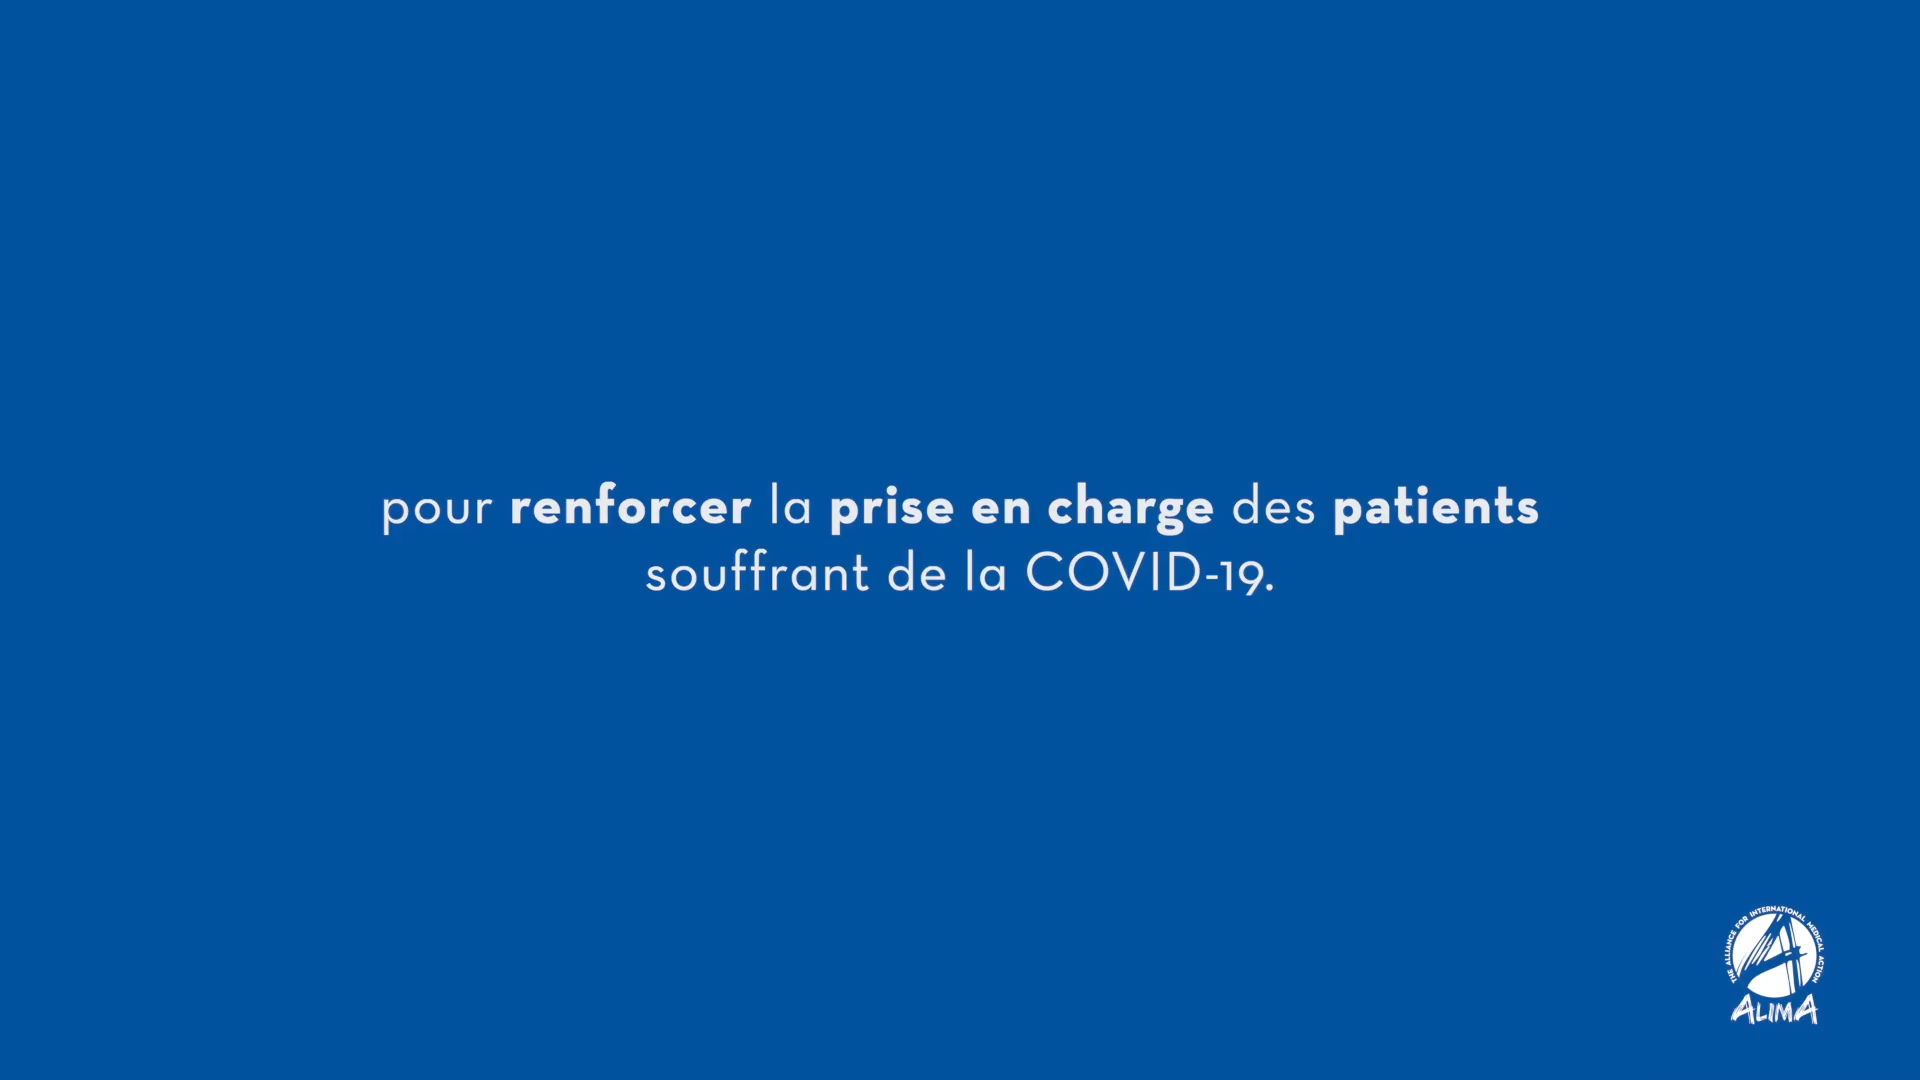 pour renforcer la prise en charge des patients
souffrant de la COVID-19.
THE ALLIANCE FOR INTERNATIONAL MEDICAL ACTION
ALIMA